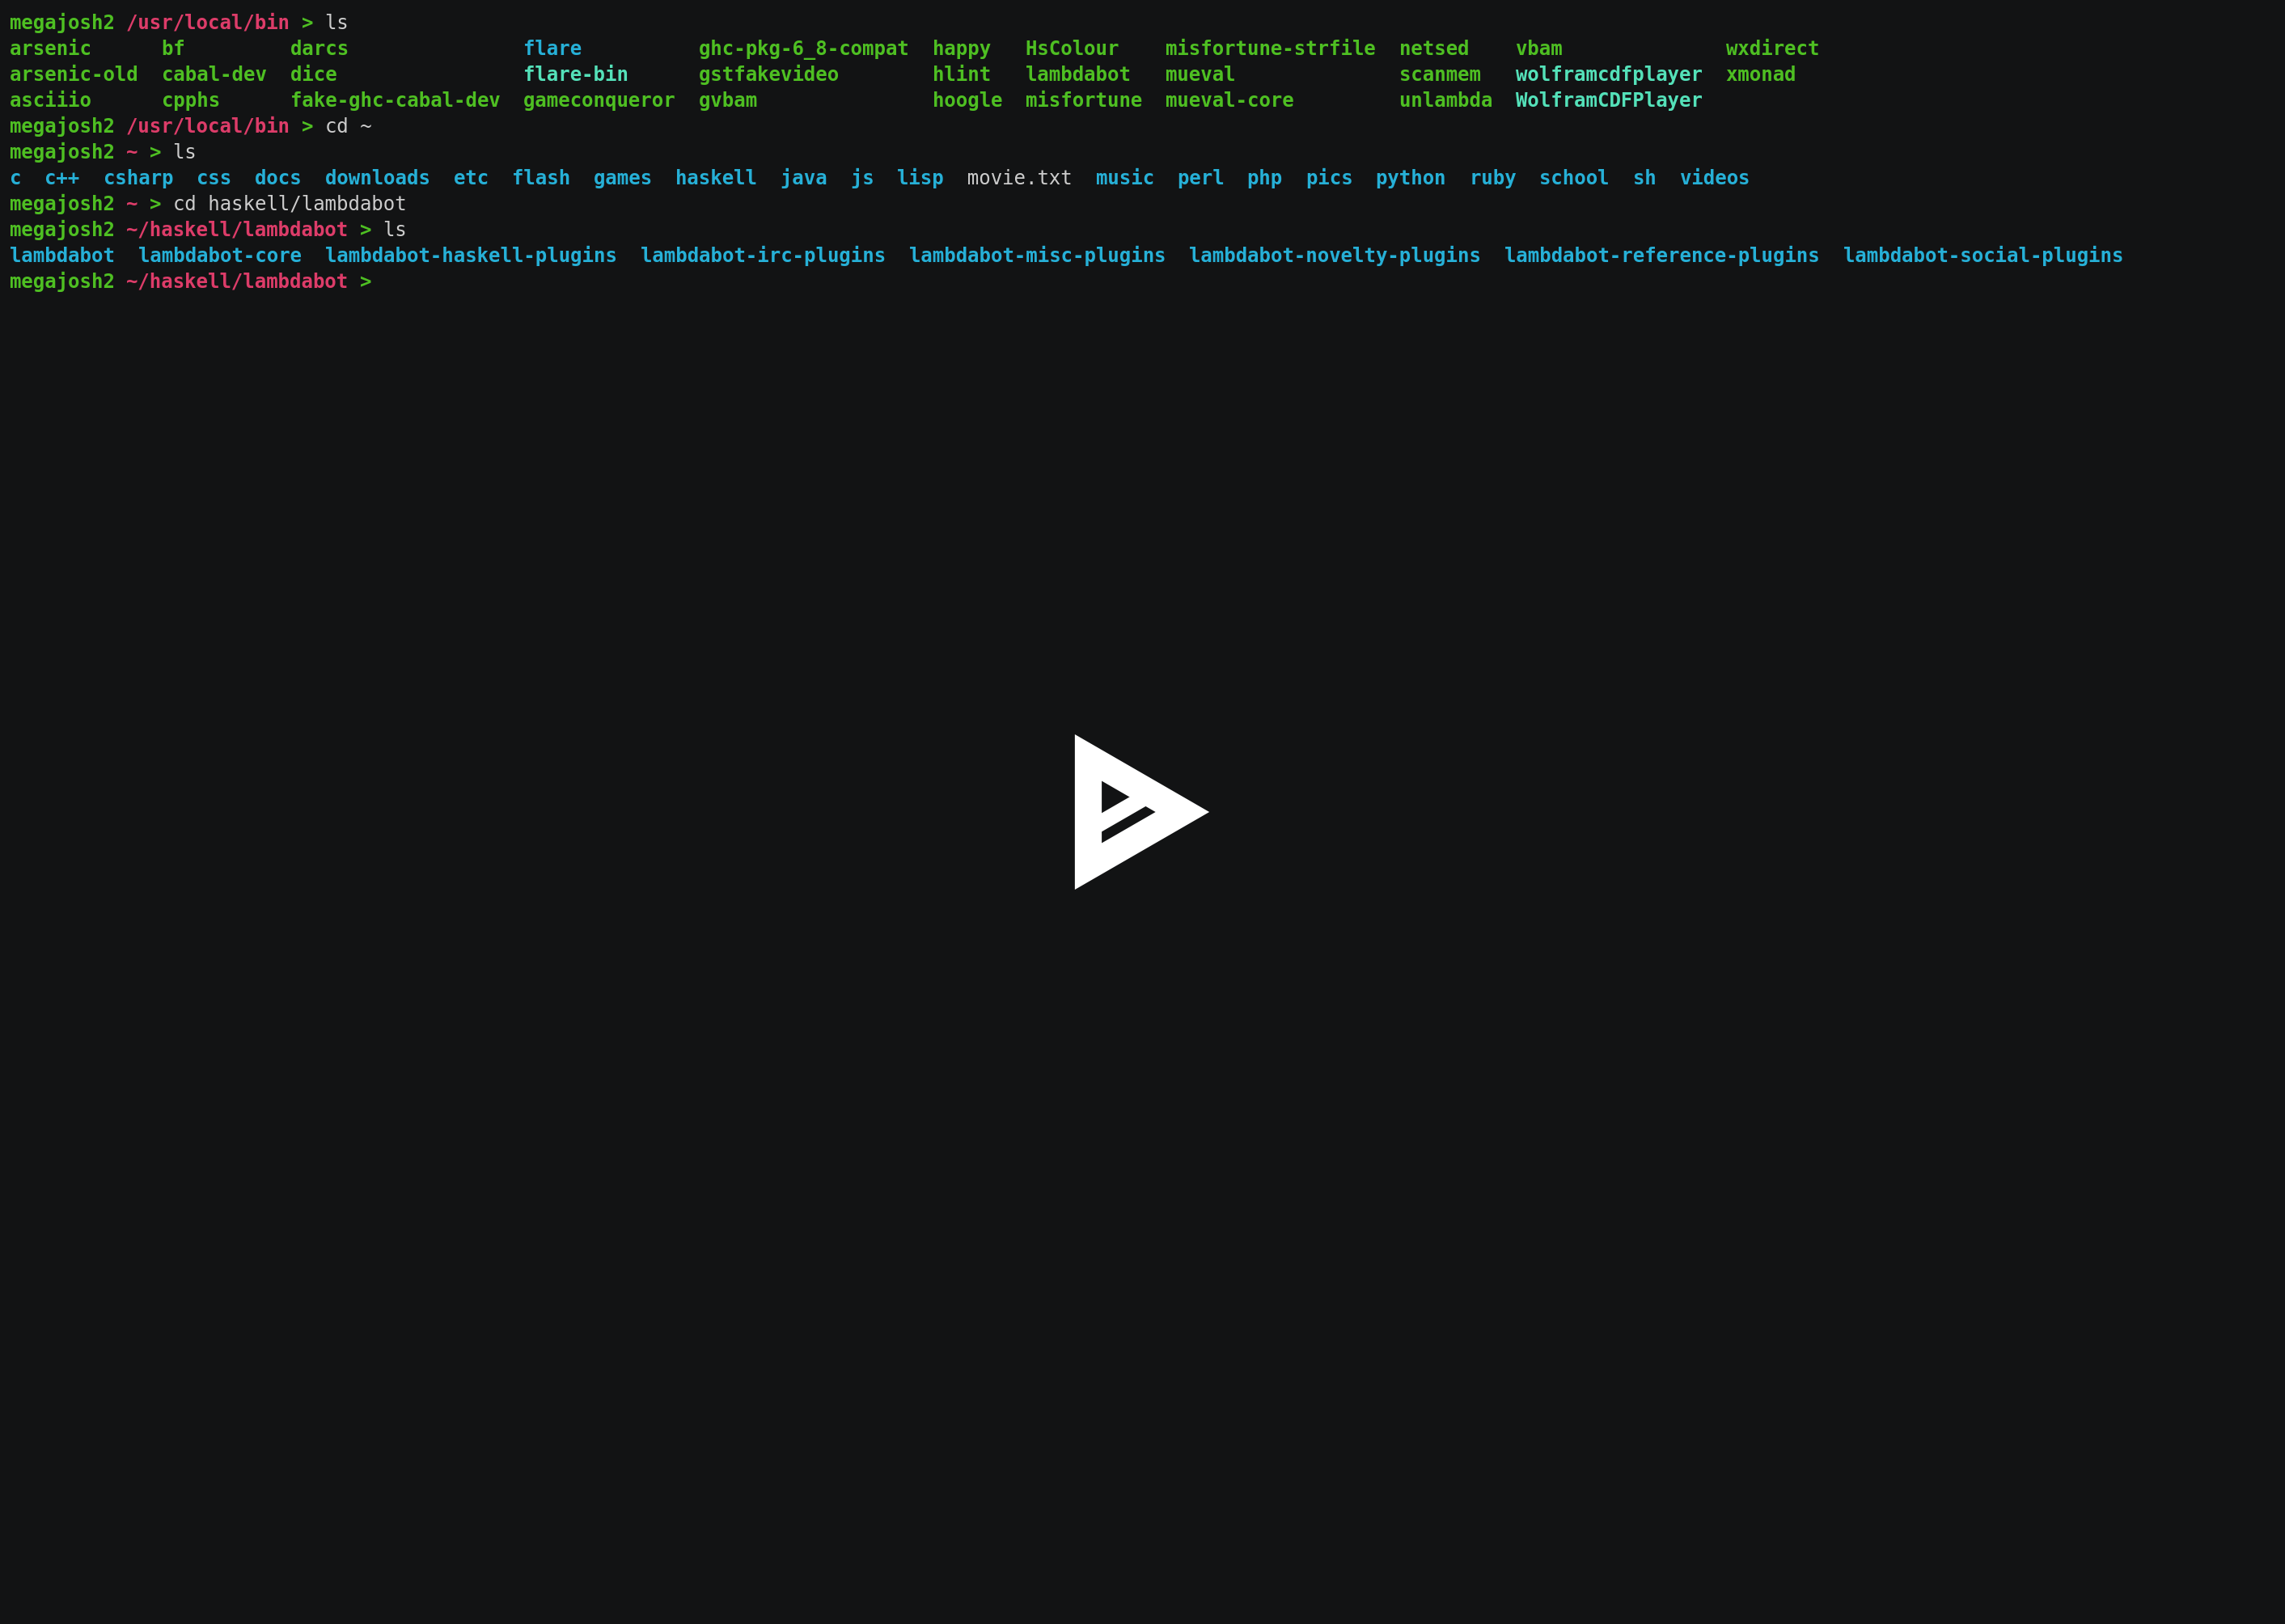 megajosh2 /usr/local/bin > ls
arsenic      bf         darcs               flare          ghc-pkg-6_8-compat  happy   HsColour    misfortune-strfile  netsed    vbam              wxdirect
arsenic-old  cabal-dev  dice                flare-bin      gstfakevideo        hlint   lambdabot   mueval              scanmem   wolframcdfplayer  xmonad
asciiio      cpphs      fake-ghc-cabal-dev  gameconqueror  gvbam               hoogle  misfortune  mueval-core         unlambda  WolframCDFPlayer
megajosh2 /usr/local/bin > cd ~
megajosh2 ~ > ls
c  c++  csharp  css  docs  downloads  etc  flash  games  haskell  java  js  lisp  movie.txt  music  perl  php  pics  python  ruby  school  sh  videos
megajosh2 ~ > cd haskell/lambdabot
megajosh2 ~/haskell/lambdabot > ls
lambdabot  lambdabot-core  lambdabot-haskell-plugins  lambdabot-irc-plugins  lambdabot-misc-plugins  lambdabot-novelty-plugins  lambdabot-reference-plugins  lambdabot-social-plugins
megajosh2 ~/haskell/lambdabot >